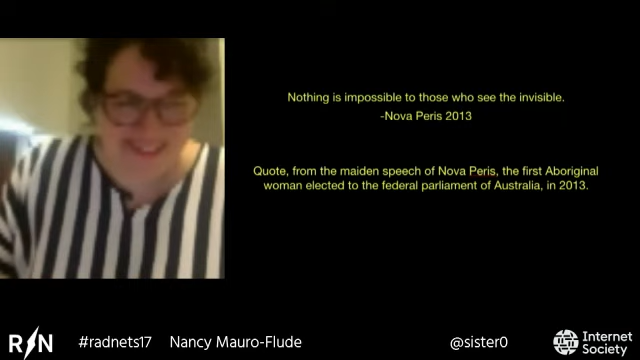 Nothing is impossible to those who see the invisible.
-Nova Peris 2013
Quote, from the maiden speech of Nova Peris, the first Aboriginal
woman elected to the federal parliament of Australia, in 2013.
RN #radnets17 Nancy Mauro-Flude @sister0 Internet
Society